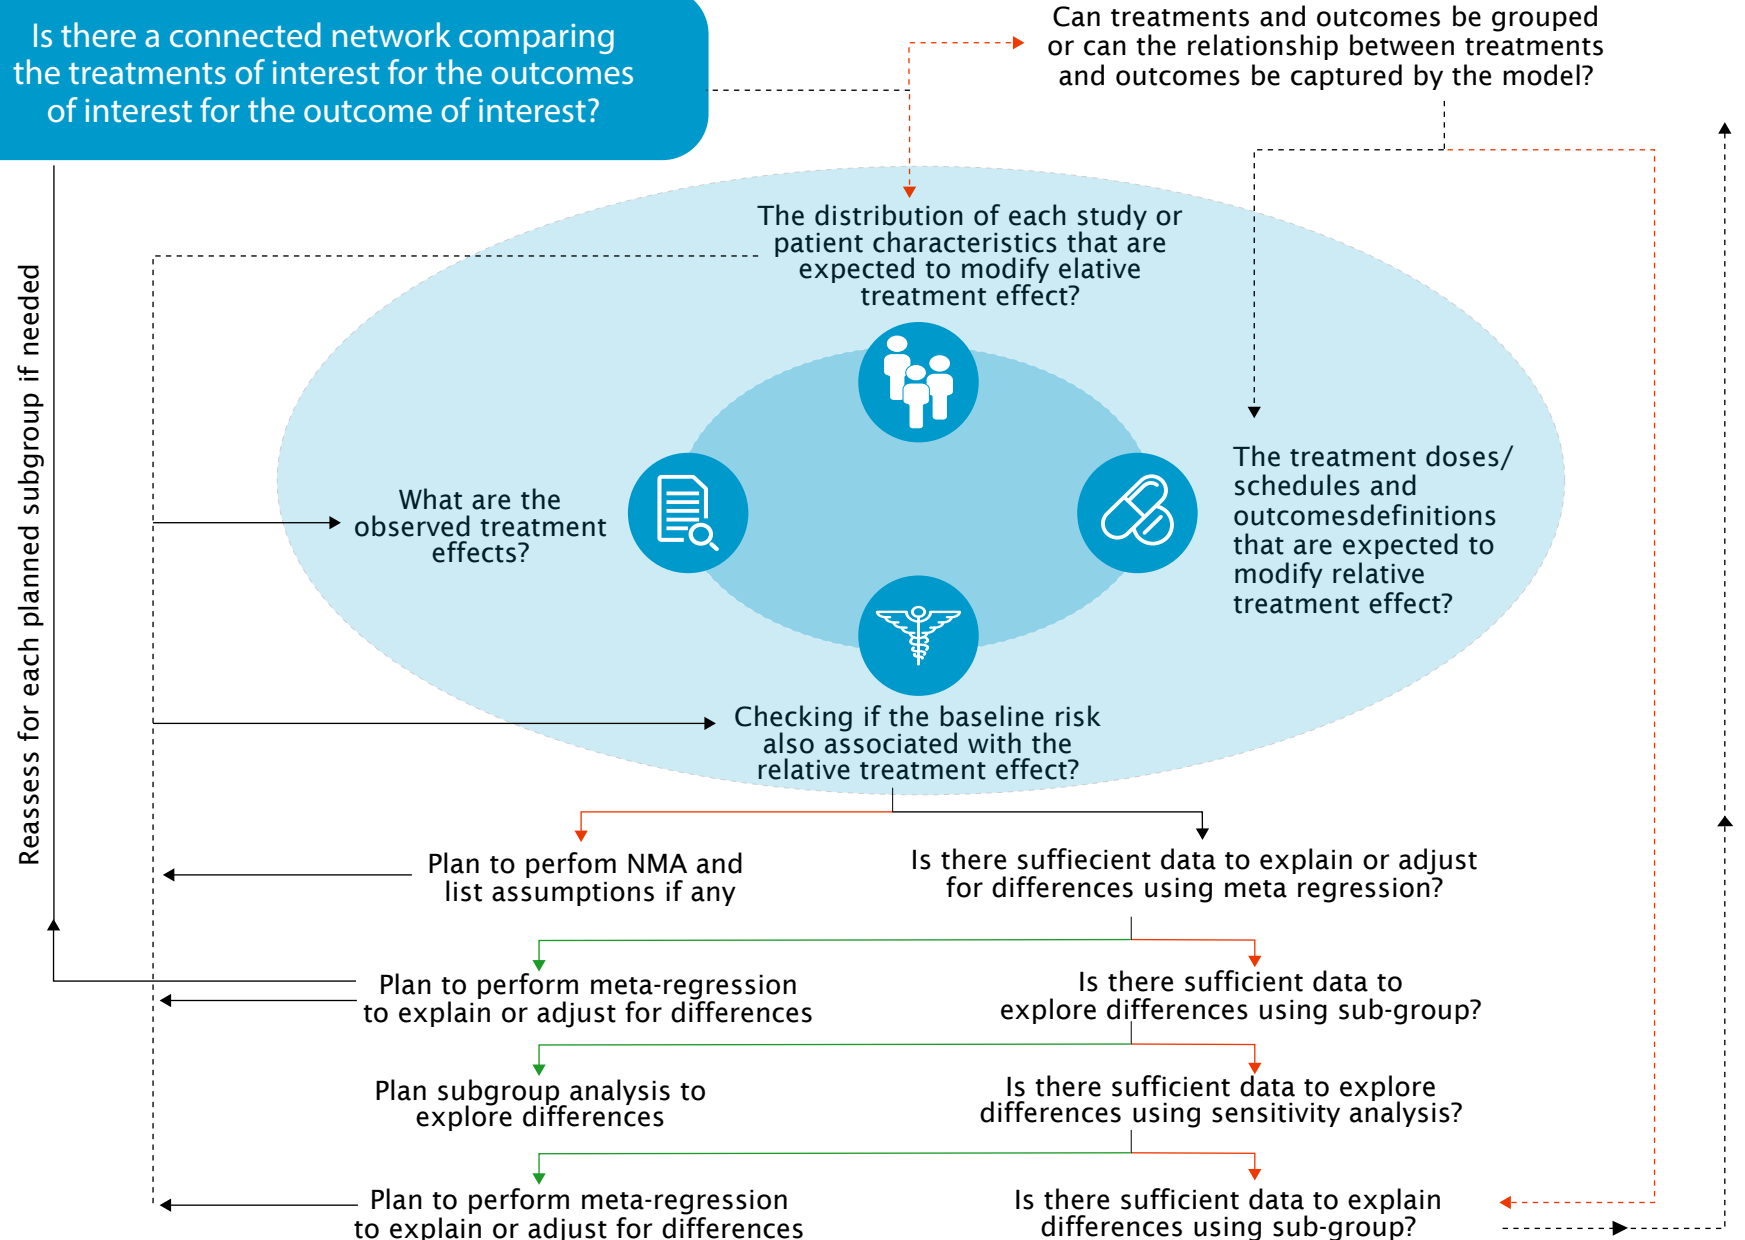 Is there a connected network comparing
the treatments of interest for the outcomes
of interest for the outcome of interest?
Can treatments and outcomes be grouped
or can the relationship between treatments
and outcomes be captured by the model?
The distribution of each study or
patient characteristics that are
expected to modify elative
treatment effect?
Reassess for each planned subgroup if needed
What are the
observed treatment
effects?
The treatment doses/
schedules and
outcomesdefinitions
that are expected to
modify relative
treatment effect?
Checking if the baseline risk
also associated with the
relative treatment effect?
Plan to perfom NMA and
list assumptions if any
Is there suffiecient data to explain or adjust
for differences using meta regression?
Plan to perform meta-regression
to explain or adjust for differences
Is there sufficient data to
explore differences using sub-group?
Plan subgroup analysis to
explore differences
Is there sufficient data to explore
differences using sensitivity analysis?
Plan to perform meta-regression
to explain or adjust for differences
Is there sufficient data to explain
differences using sub-group?